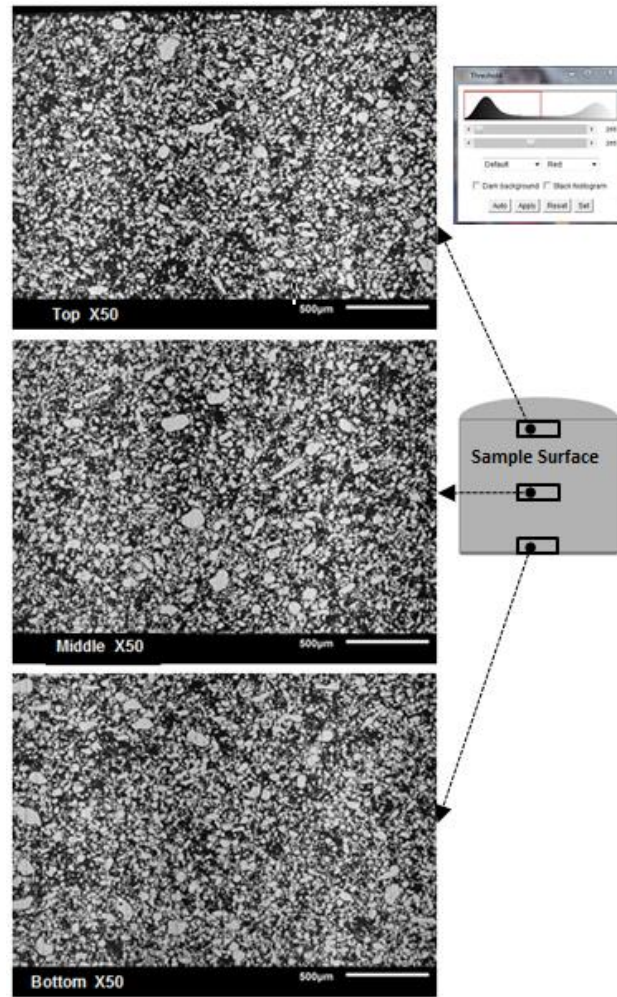 Threshold
Default Red
Dark background Black histogram
Auto Apply Reset Set
Top X50 500µm
Sample Surface
Middle X50 500µm
Bottom X50 500µm